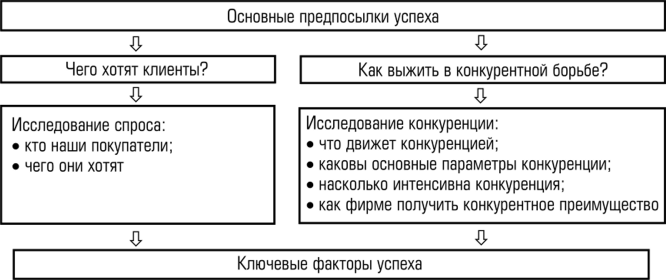 Основные предпосылки успеха
Чего хотят клиенты?
Как выжить в конкурентной борьбе?
Исследование спроса:
● кто наши покупатели;
● чего они хотят
Исследование конкуренции:
● что движет конкуренцией;
● каковы основные параметры конкуренции;
● насколько интенсивна конкуренция;
● как фирме получить конкурентное преимущество
Ключевые факторы успеха